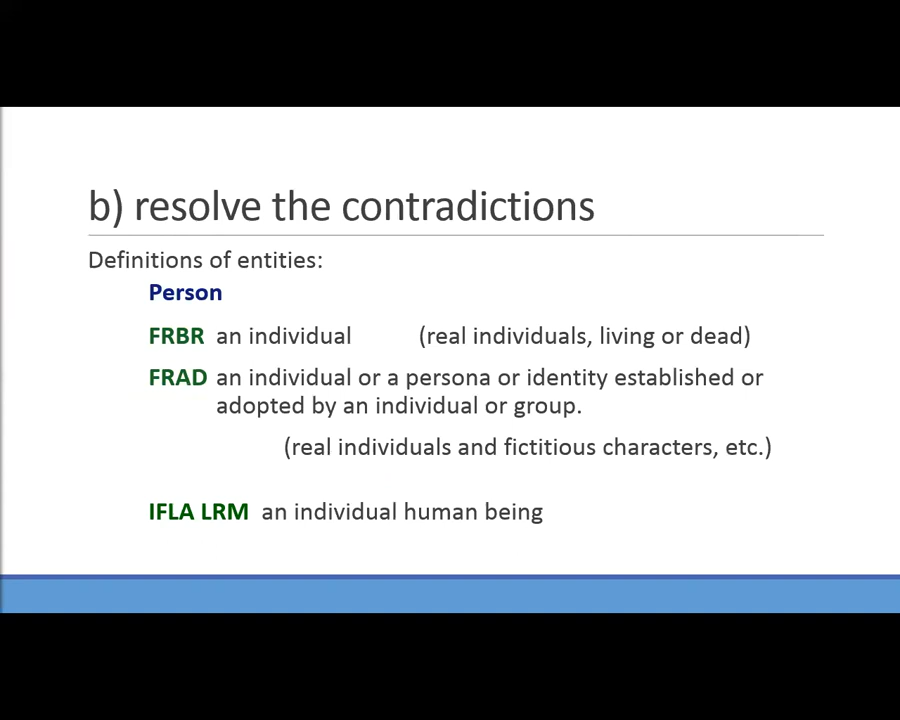 b) resolve the contradictions
Definitions of entities:
Person
FRBR an individual (real individuals, living or dead)
FRAD an individual or a persona or identity established or
adopted by an individual or group.
(real individuals and fictitious characters, etc.)
IFLA LRM an individual human being